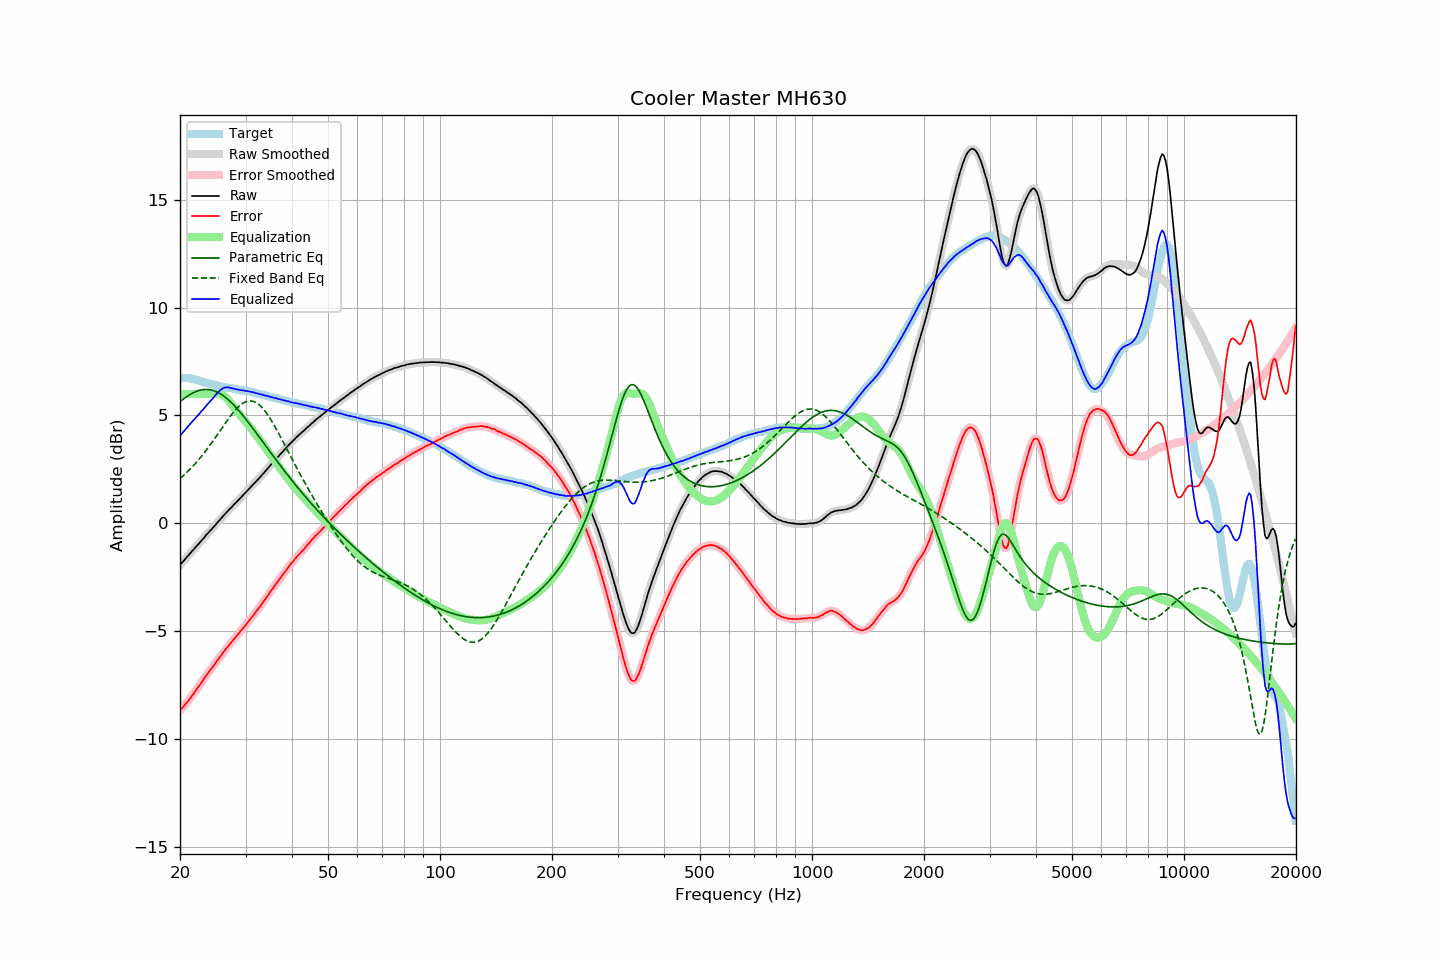 Cooler Master MH630
Target
Raw Smoothed
Error Smoothed
Raw
Error
Equalization
Parametric Eq
Fixed Band Eq
Equalized
15
10
5
0
−5
−10
−15
Amplitude (dBr)
20 50 100 200 500 1000 2000 5000 10000 20000
Frequency (Hz)